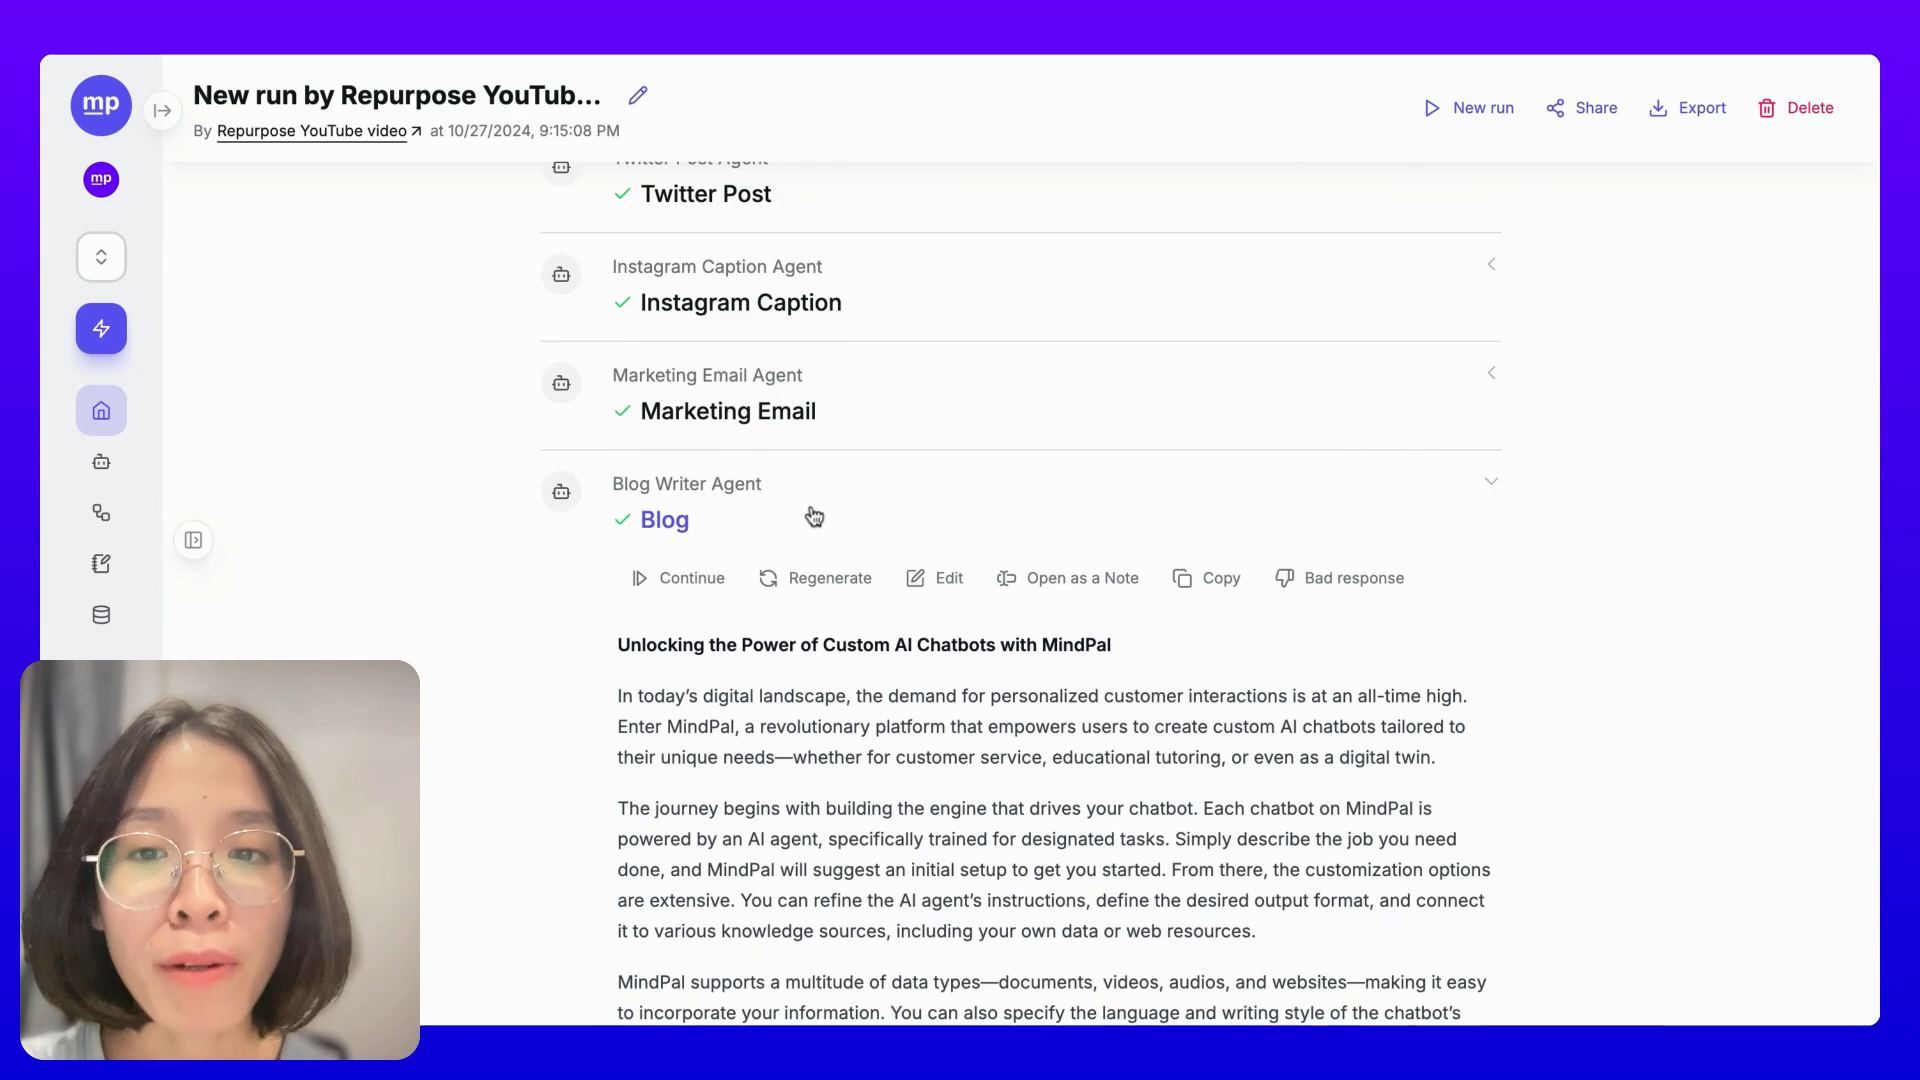 mp
New run by Repurpose YouTub...
By Repurpose YouTube video at 10/27/2024, 9:15:08 PM
New run
Share
Export
Delete
mp
Twitter Post Agent
Twitter Post
Instagram Caption Agent
Instagram Caption
Marketing Email Agent
Marketing Email
Blog Writer Agent
Blog
Continue
Regenerate
Edit
Open as a Note
Copy
Bad response
Unlocking the Power of Custom AI Chatbots with MindPal
In today's digital landscape, the demand for personalized customer interactions is at an all-time high.
Enter MindPal, a revolutionary platform that empowers users to create custom AI chatbots tailored to
their unique needs—whether for customer service, educational tutoring, or even as a digital twin.
The journey begins with building the engine that drives your chatbot. Each chatbot on MindPal is
powered by an AI agent, specifically trained for designated tasks. Simply describe the job you need
done, and MindPal will suggest an initial setup to get you started. From there, the customization options
are extensive. You can refine the AI agent's instructions, define the desired output format, and connect
it to various knowledge sources, including your own data or web resources.
MindPal supports a multitude of data types—documents, videos, audios, and websites—making it easy
to incorporate your information. You can also specify the language and writing style of the chatbot's